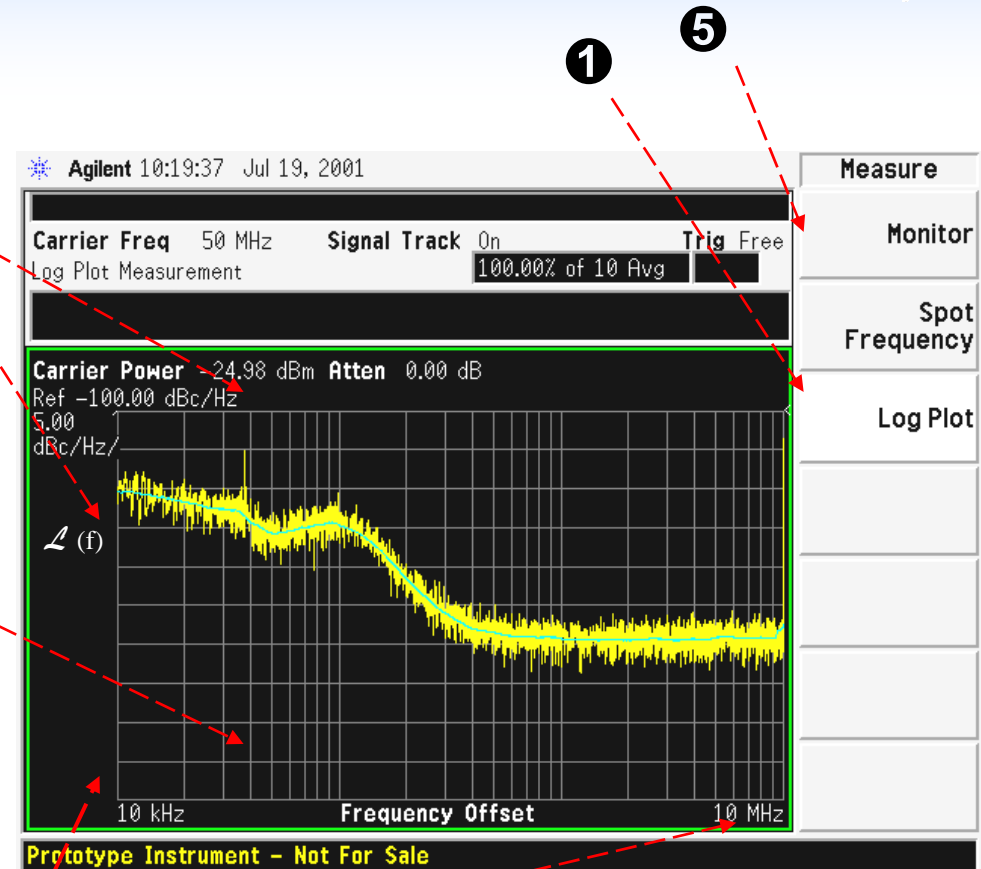 5
1
Agilent 10:19:37 Jul 19, 2001
Measure
Carrier Freq 50 MHz Signal Track On Trig Free
Log Plot Measurement 100.00% of 10 Avg
Monitor
Spot
Frequency
Log Plot
Carrier Power -24.98 dBm Atten 0.00 dB
Ref -100.00 dBc/Hz
5.00
dBc/Hz/
ℒ (f)
10 kHz Frequency Offset 10 MHz
Prototype Instrument - Not For Sale